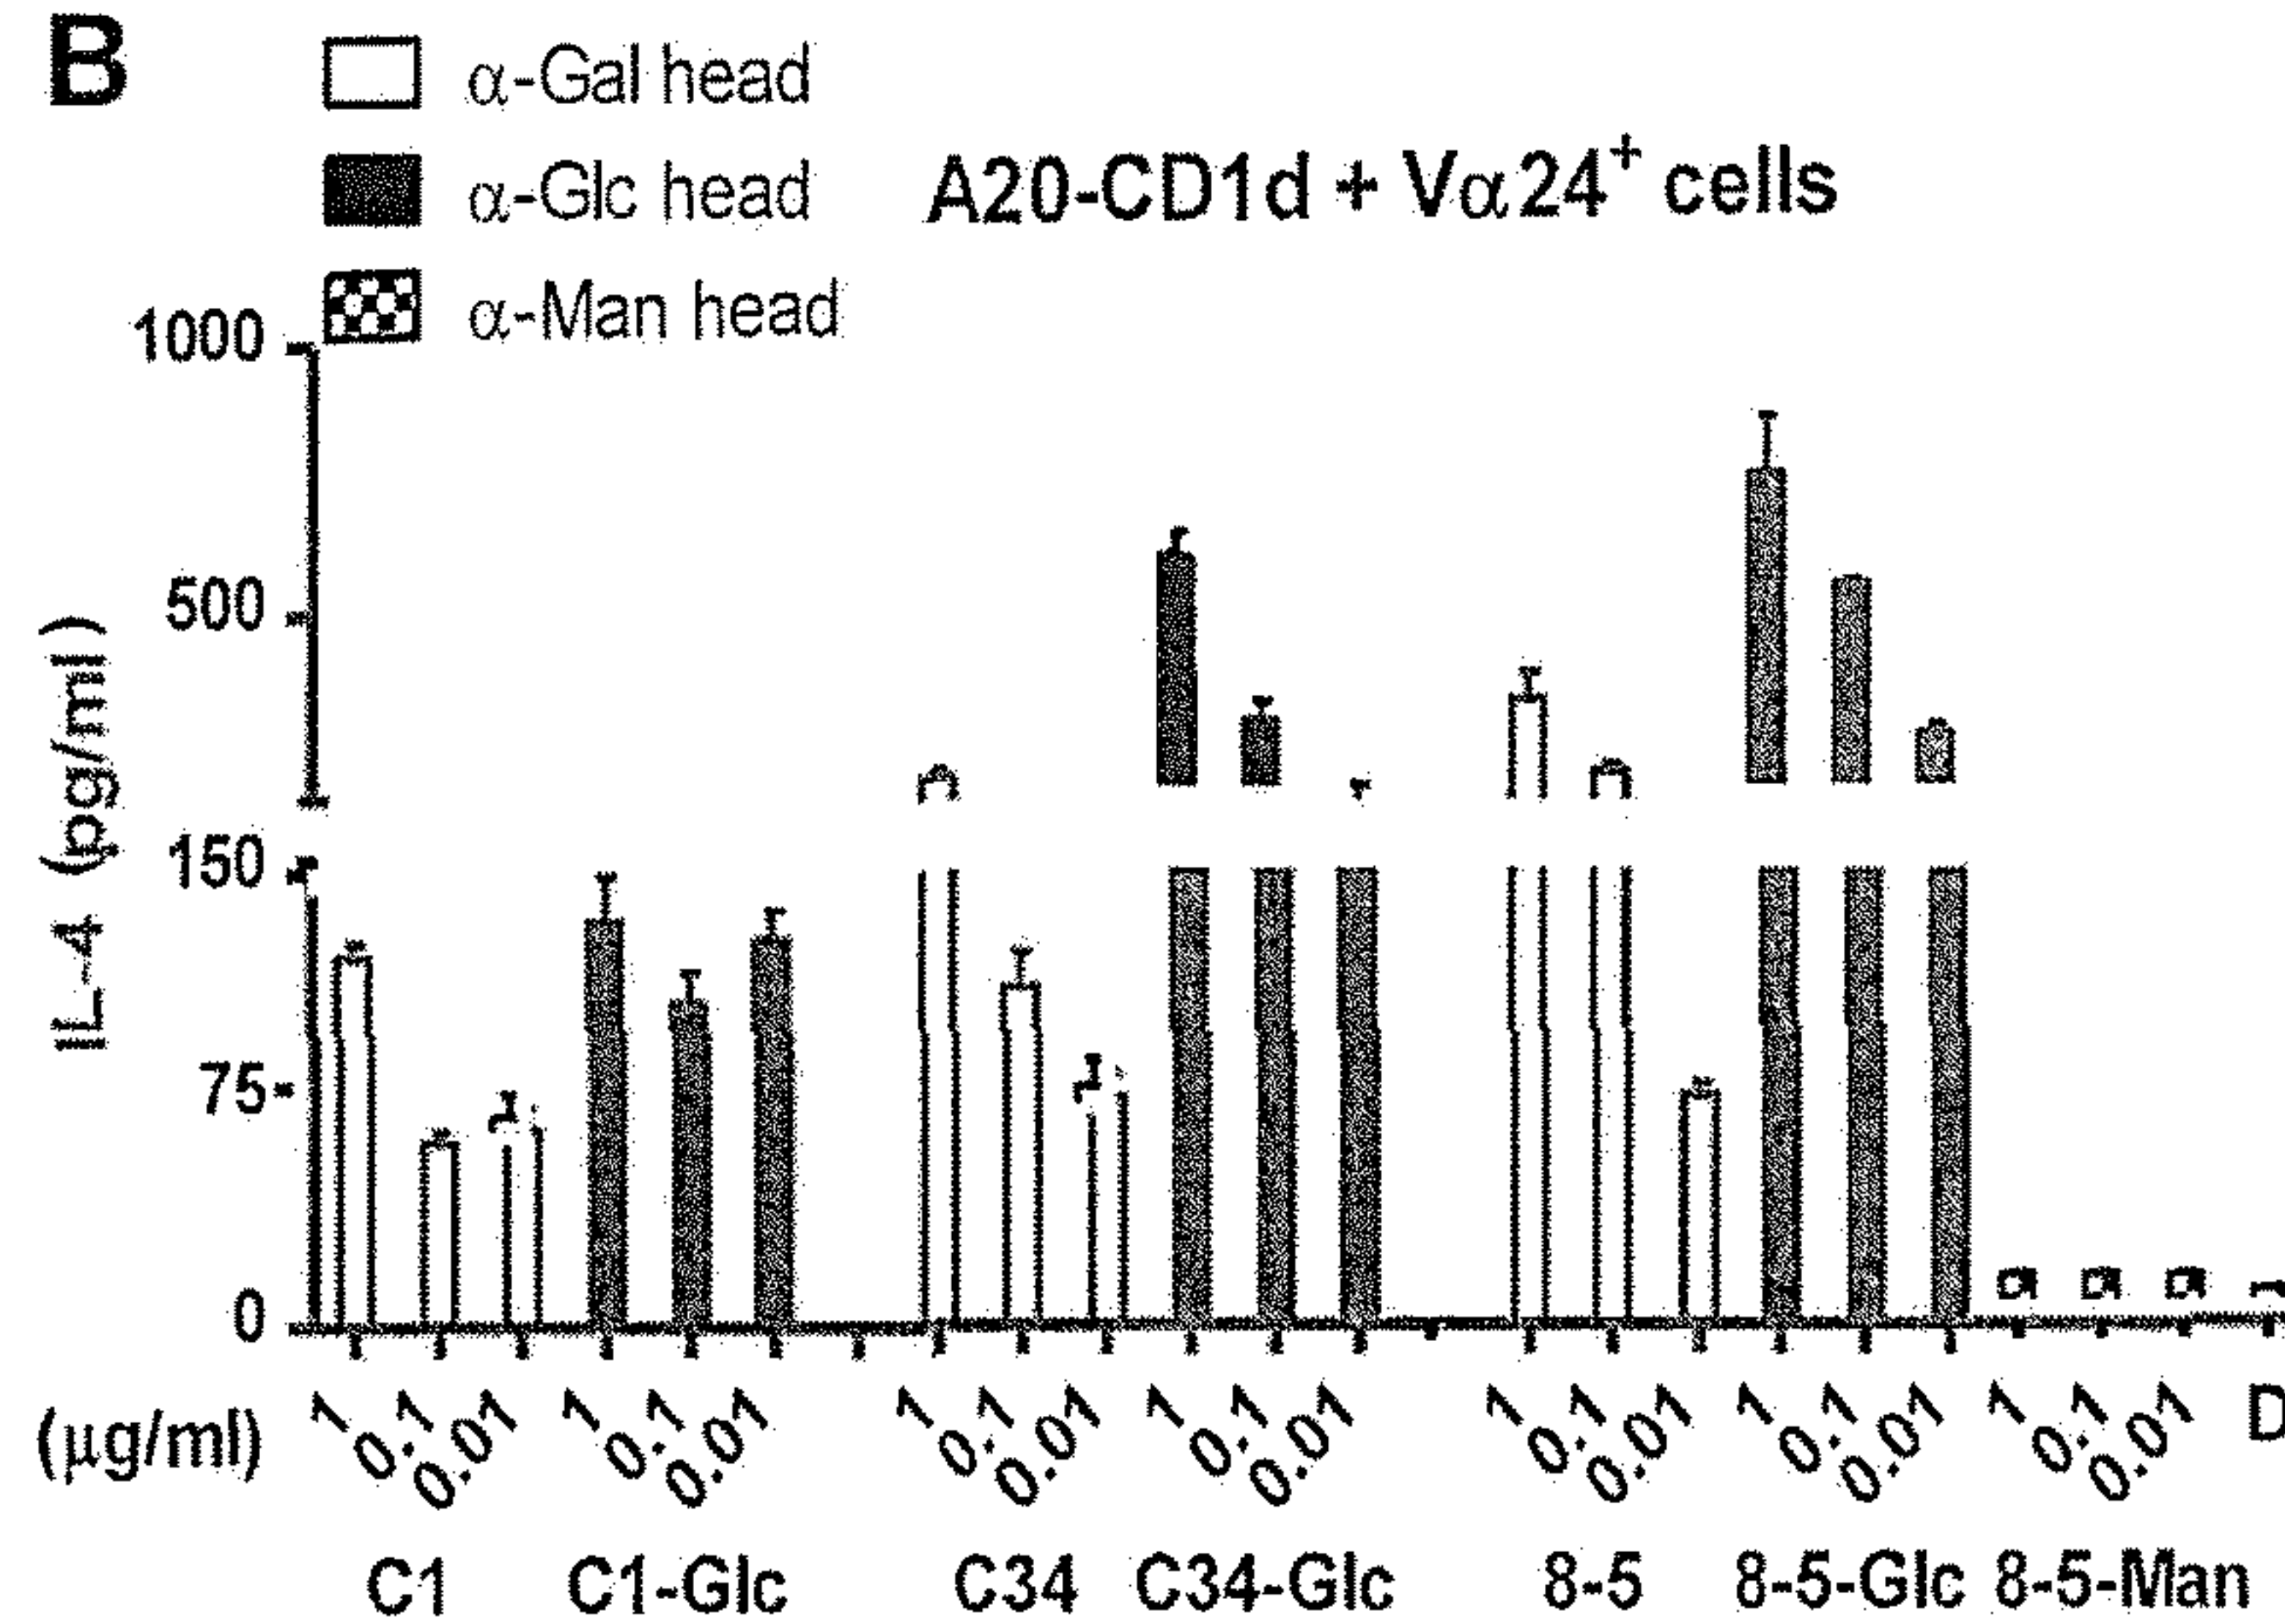 B
α-Gal head
α-Glc head
α-Man head
A20-CD1d + Vα24⁺ cells
IL-4 (pg/ml)
1000
500
150
75
0
(µg/ml) 1 0.1 0.01 1 0.1 0.01 1 0.1 0.01 1 0.1 0.01 1 0.1 0.01 1 0.1 0.01 1 0.1 0.01 D
C1 C1-Glc C34 C34-Glc 8-5 8-5-Glc 8-5-Man